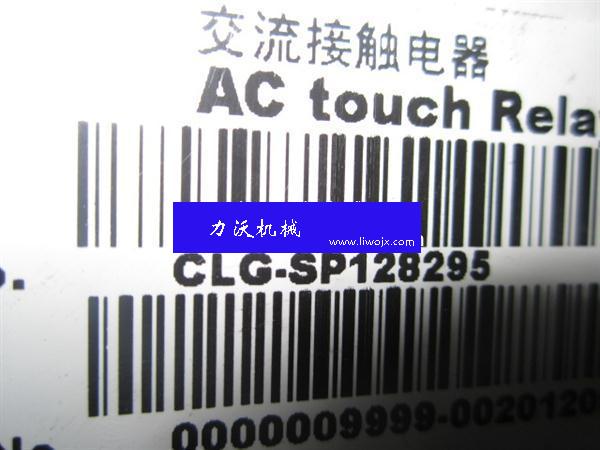 交流接触电器
AC touch Relay
力沃机械
www.liwojx.com
CLG-SP128295
0000009999-0020120